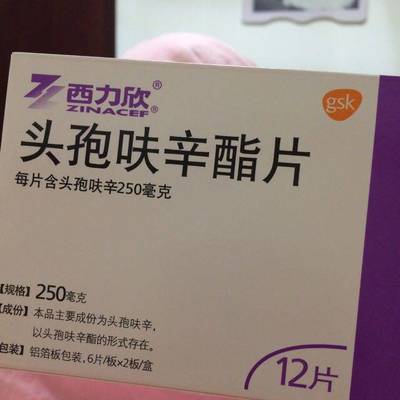 西力欣®
ZINACEF®
gsk
头孢呋辛酯片
每片含头孢呋辛250毫克
【规格】250毫克
【成份】本品主要成份为头孢呋辛,
以头孢呋辛酯的形式存在。
包装】铝箔板包装,6片/板×2板/盒
12片